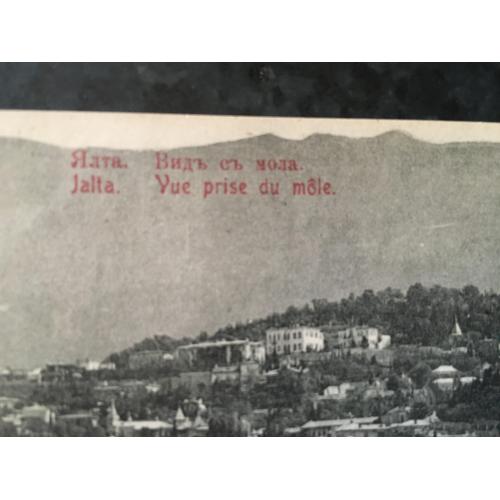 Ялта. Видъ съ мола.
Jalta. Vue prise du môle.